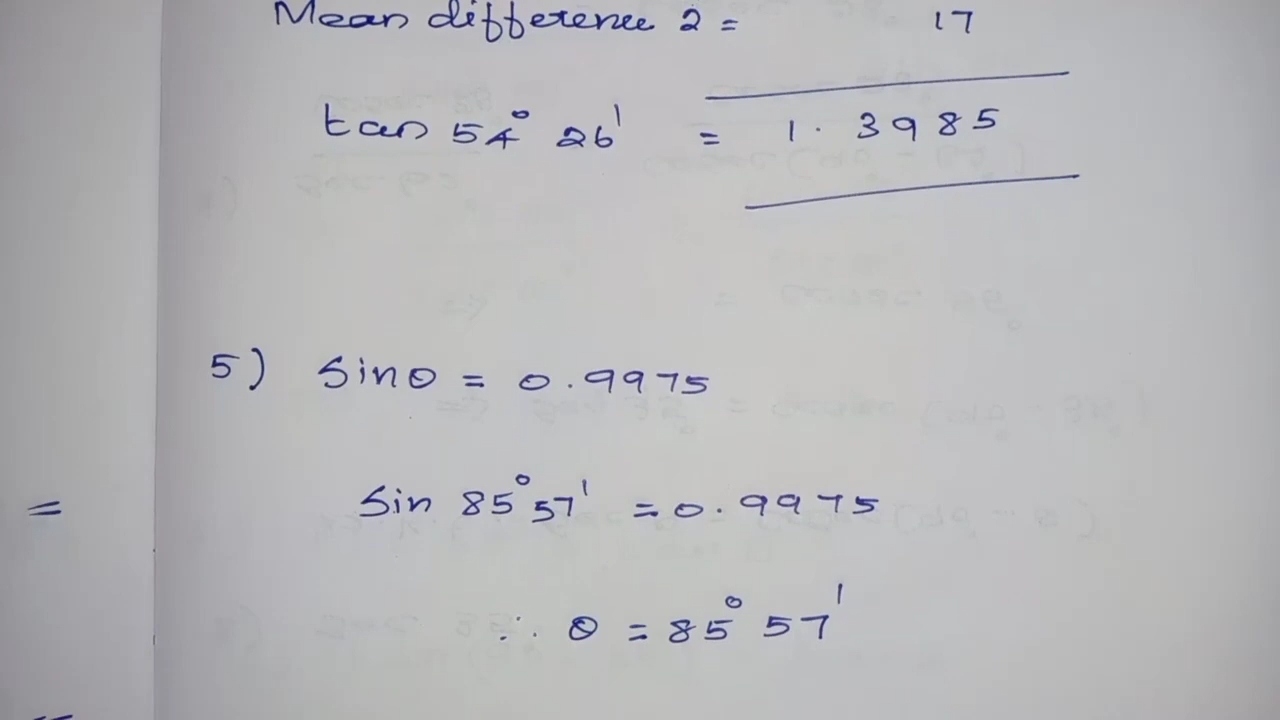 Mean difference 2 = 17
tan 54° 26' = 1.3985
5) sinθ = 0.9975
sin 85° 57' = 0.9975
∴ θ = 85° 57'
=